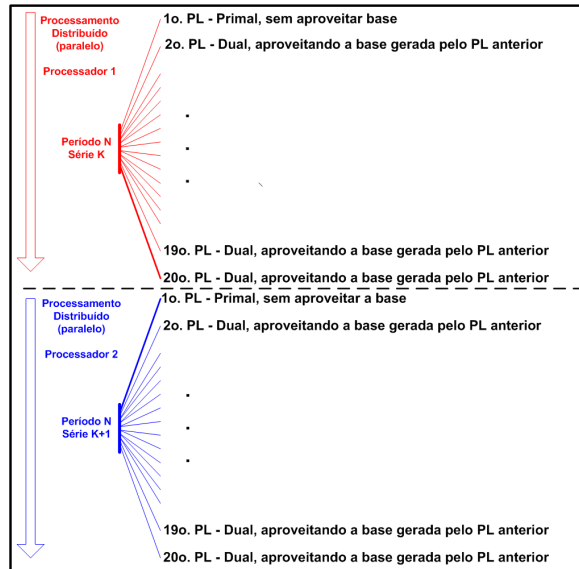 Processamento
Distribuído
(paralelo)
Processador 1
Período N
Série K
1o. PL - Primal, sem aproveitar base
2o. PL - Dual, aproveitando a base gerada pelo PL anterior
19o. PL - Dual, aproveitando a base gerada pelo PL anterior
20o. PL - Dual, aproveitando a base gerada pelo PL anterior
Processamento
Distribuído
(paralelo)
Processador 2
Período N
Série K+1
1o. PL - Primal, sem aproveitar a base
2o. PL - Dual, aproveitando a base gerada pelo PL anterior
19o. PL - Dual, aproveitando a base gerada pelo PL anterior
20o. PL - Dual, aproveitando a base gerada pelo PL anterior